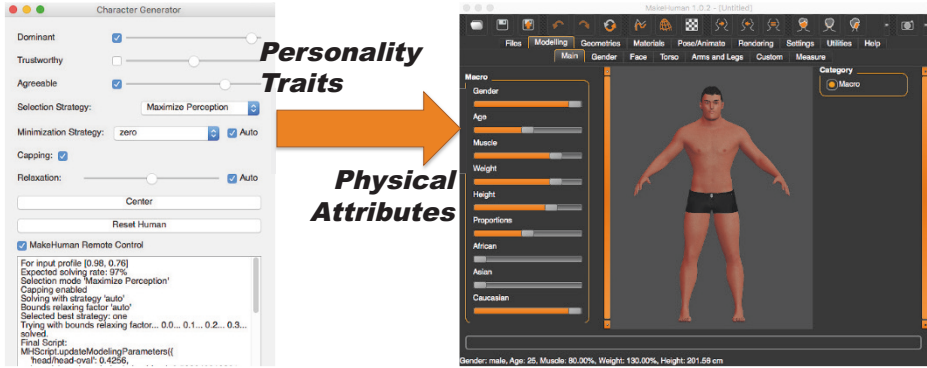 Character Generator
Dominant
Trustworthy
Agreeable
Selection Strategy: Maximize Perception
Minimization Strategy: zero Auto
Capping:
Relaxation: Auto
Center
Reset Human
MakeHuman Remote Control
For input profile [0.98, 0.76]
Expected solving rate: 97%
Selection mode 'Maximize Perception'
Capping enabled
Solving with strategy 'auto'
Bounds relaxing factor 'auto'
Selected best strategy: one
Trying with bounds relaxing factor... 0.0... 0.1... 0.2... 0.3...
solved.
Final Script:
MHScript.updateModelingParameters({
'head/head-oval': 0.4256,
Personality
Traits
Physical
Attributes
MakeHuman 1.0.2 - (Untitled)
Files Modelling Geometries Materials Pose/Animate Rendering Settings Utilities Help
Main Gender Face Torso Arms and Legs Custom Measure
Macro
Gender
Age
Muscle
Weight
Height
Proportions
African
Asian
Caucasian
Category
Macro
Gender: male, Age: 25, Muscle: 80.00%, Weight: 130.00%, Height: 201.56 cm